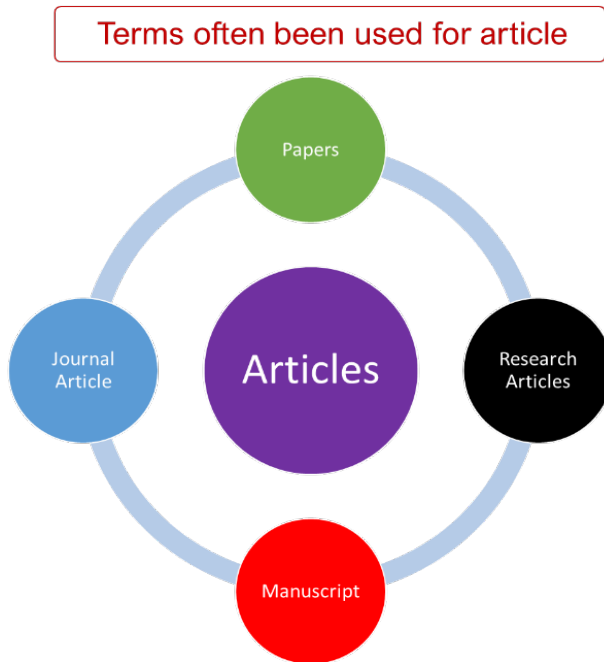 Terms often been used for article
Papers
Journal
Article
Articles
Research
Articles
Manuscript